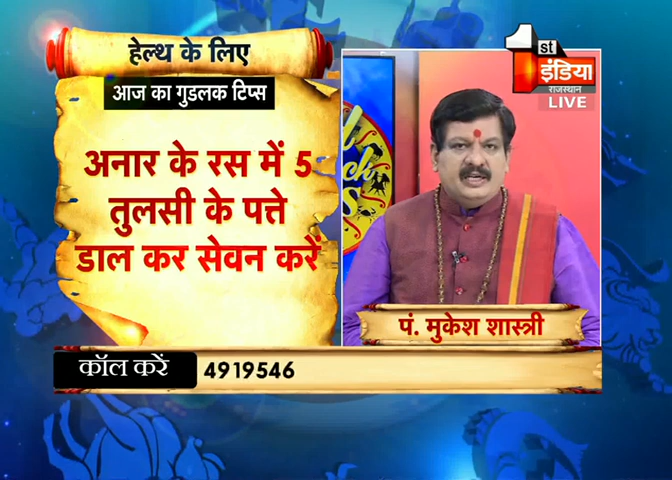 हेल्थ के लिए
आज का गुडलक टिप्स
अनार के रस में 5
तुलसी के पत्ते
डाल कर सेवन करें
1st
इंडिया
राजस्थान
LIVE
पं. मुकेश शास्त्री
कॉल करें 4919546